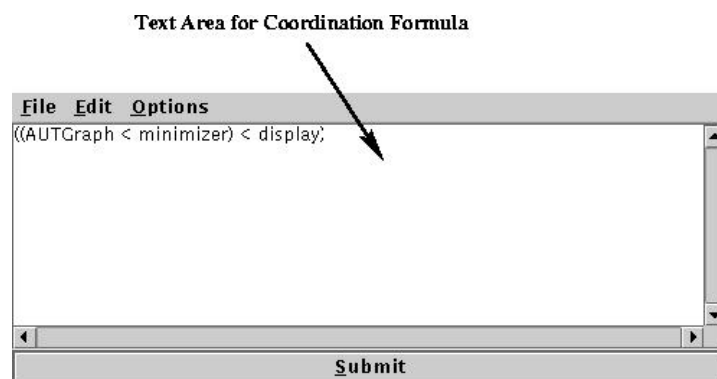 Text Area for Coordination Formula
File Edit Options
((AUTGraph < minimizer) < display)
Submit